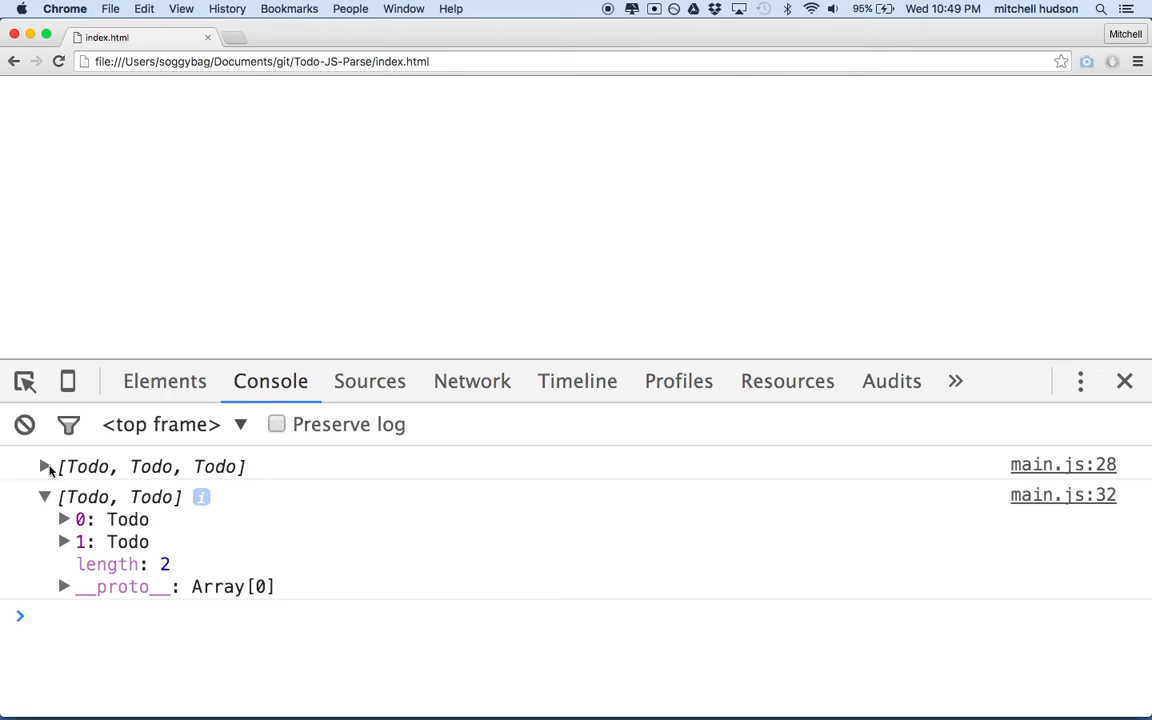 Chrome File Edit View History Bookmarks People Window Help 95% Wed 10:49 PM mitchell hudson
index.html Mitchell
file:///Users/soggybag/Documents/git/Todo-JS-Parse/index.html
Elements Console Sources Network Timeline Profiles Resources Audits »
<top frame> ▼ Preserve log
[Todo, Todo, Todo] main.js:28
[Todo, Todo] i main.js:32
0: Todo
1: Todo
length: 2
__proto__: Array[0]